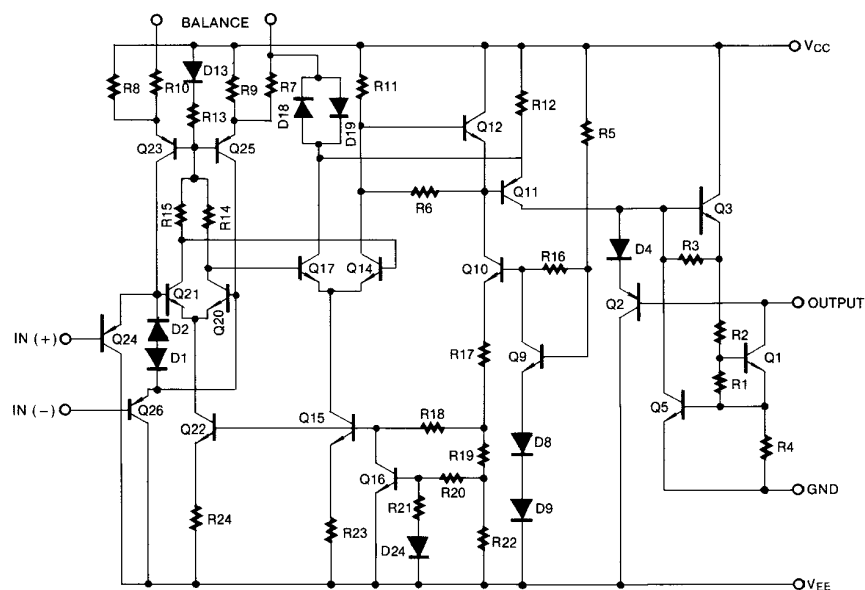 BALANCE
VCC
R8
R10
D13
R9
R7
R11
R13
D18
D19
Q12
R12
R5
Q23
Q25
Q11
Q3
R6
R15
R14
D4
R3
Q17
Q14
Q10
R16
Q21
Q2
OUTPUT
D2
Q20
IN (+)
Q24
R2
Q1
D1
R17
Q9
R1
IN (-)
Q26
Q5
Q15
R18
Q22
R4
R19
D8
Q16
R20
GND
R21
D9
R24
R23
D24
R22
VEE